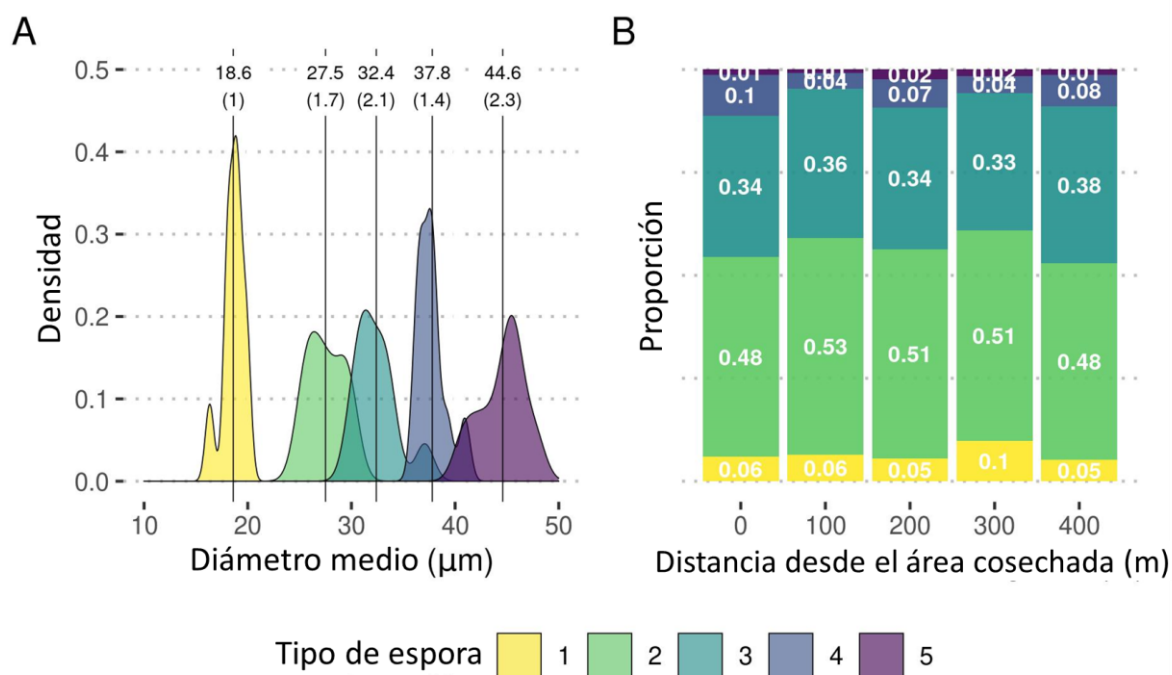 A
B
0.5
0.4
0.3
0.2
0.1
0.0
Densidad
18.6 27.5 32.4 37.8 44.6
(1) (1.7) (2.1) (1.4) (2.3)
10 20 30 40 50
Diámetro medio (µm)
Proporción
0.01 0.02 0.02 0.01
0.1 0.04 0.07 0.04 0.08
0.34 0.36 0.34 0.33 0.38
0.48 0.53 0.51 0.51 0.48
0.06 0.06 0.05 0.1 0.05
0 100 200 300 400
Distancia desde el área cosechada (m)
Tipo de espora 1 2 3 4 5